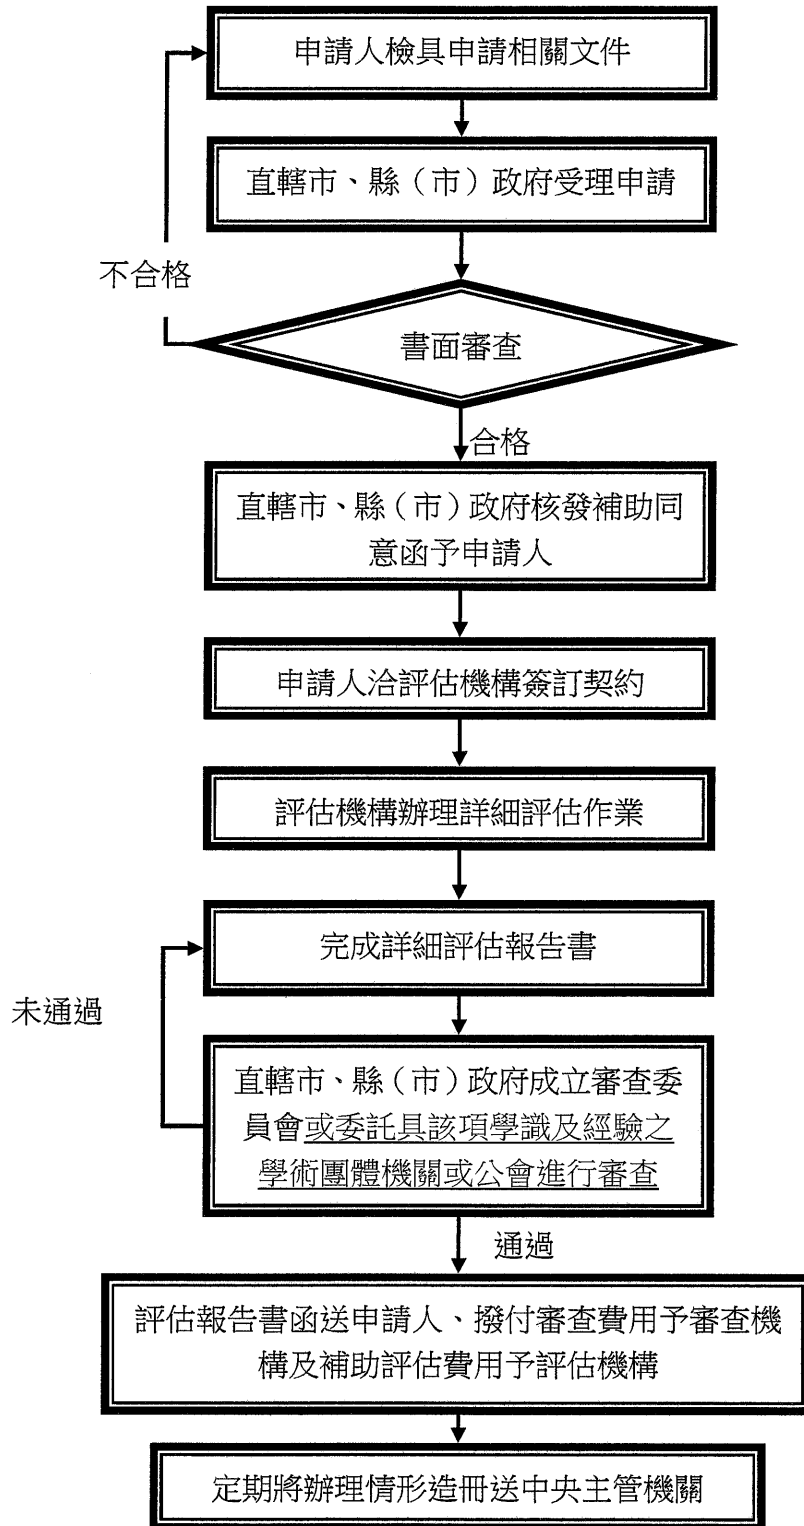 申請人檢具申請相關文件
直轄市、縣（市）政府受理申請
不合格
書面審查
合格
直轄市、縣（市）政府核發補助同
意函予申請人
申請人洽評估機構簽訂契約
評估機構辦理詳細評估作業
完成詳細評估報告書
未通過
直轄市、縣（市）政府成立審查委
員會或委託具該項學識及經驗之
學術團體機關或公會進行審查
通過
評估報告書函送申請人、撥付審查費用予審查機
構及補助評估費用予評估機構
定期將辦理情形造冊送中央主管機關